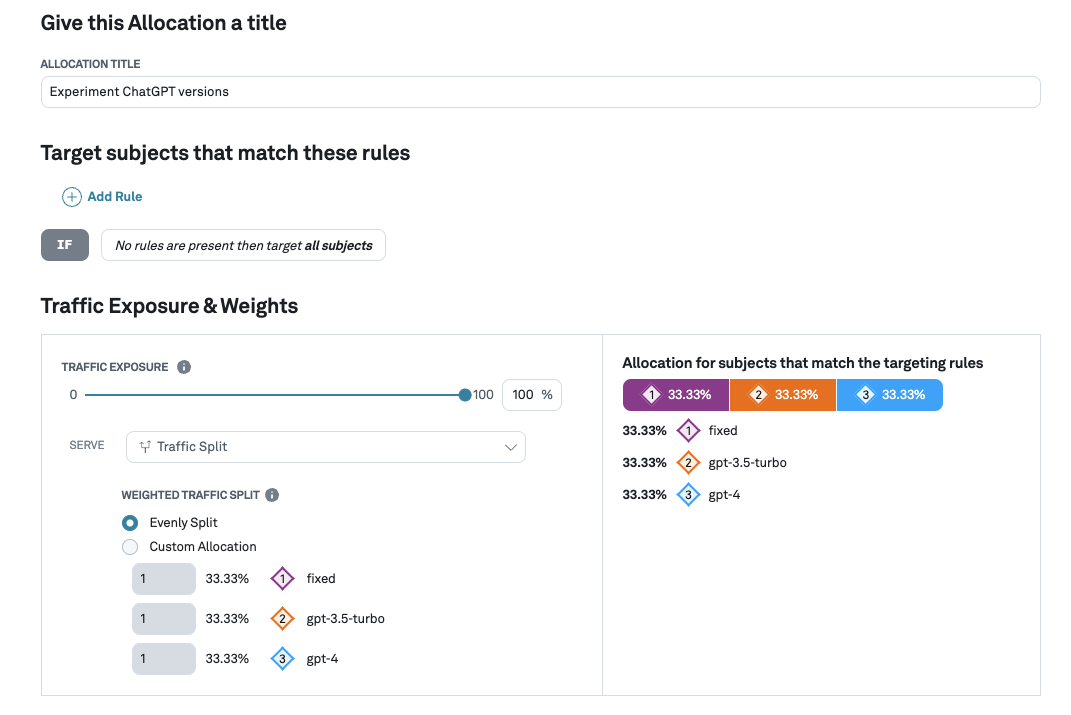 Give this Allocation a title
ALLOCATION TITLE
Experiment ChatGPT versions
Target subjects that match these rules
Add Rule
IF No rules are present then target all subjects
Traffic Exposure & Weights
TRAFFIC EXPOSURE i
0 100 100 %
SERVE Traffic Split
WEIGHTED TRAFFIC SPLIT i
Evenly Split
Custom Allocation
1 33.33% 1 fixed
1 33.33% 2 gpt-3.5-turbo
1 33.33% 3 gpt-4
Allocation for subjects that match the targeting rules
1 33.33% 2 33.33% 3 33.33%
33.33% 1 fixed
33.33% 2 gpt-3.5-turbo
33.33% 3 gpt-4